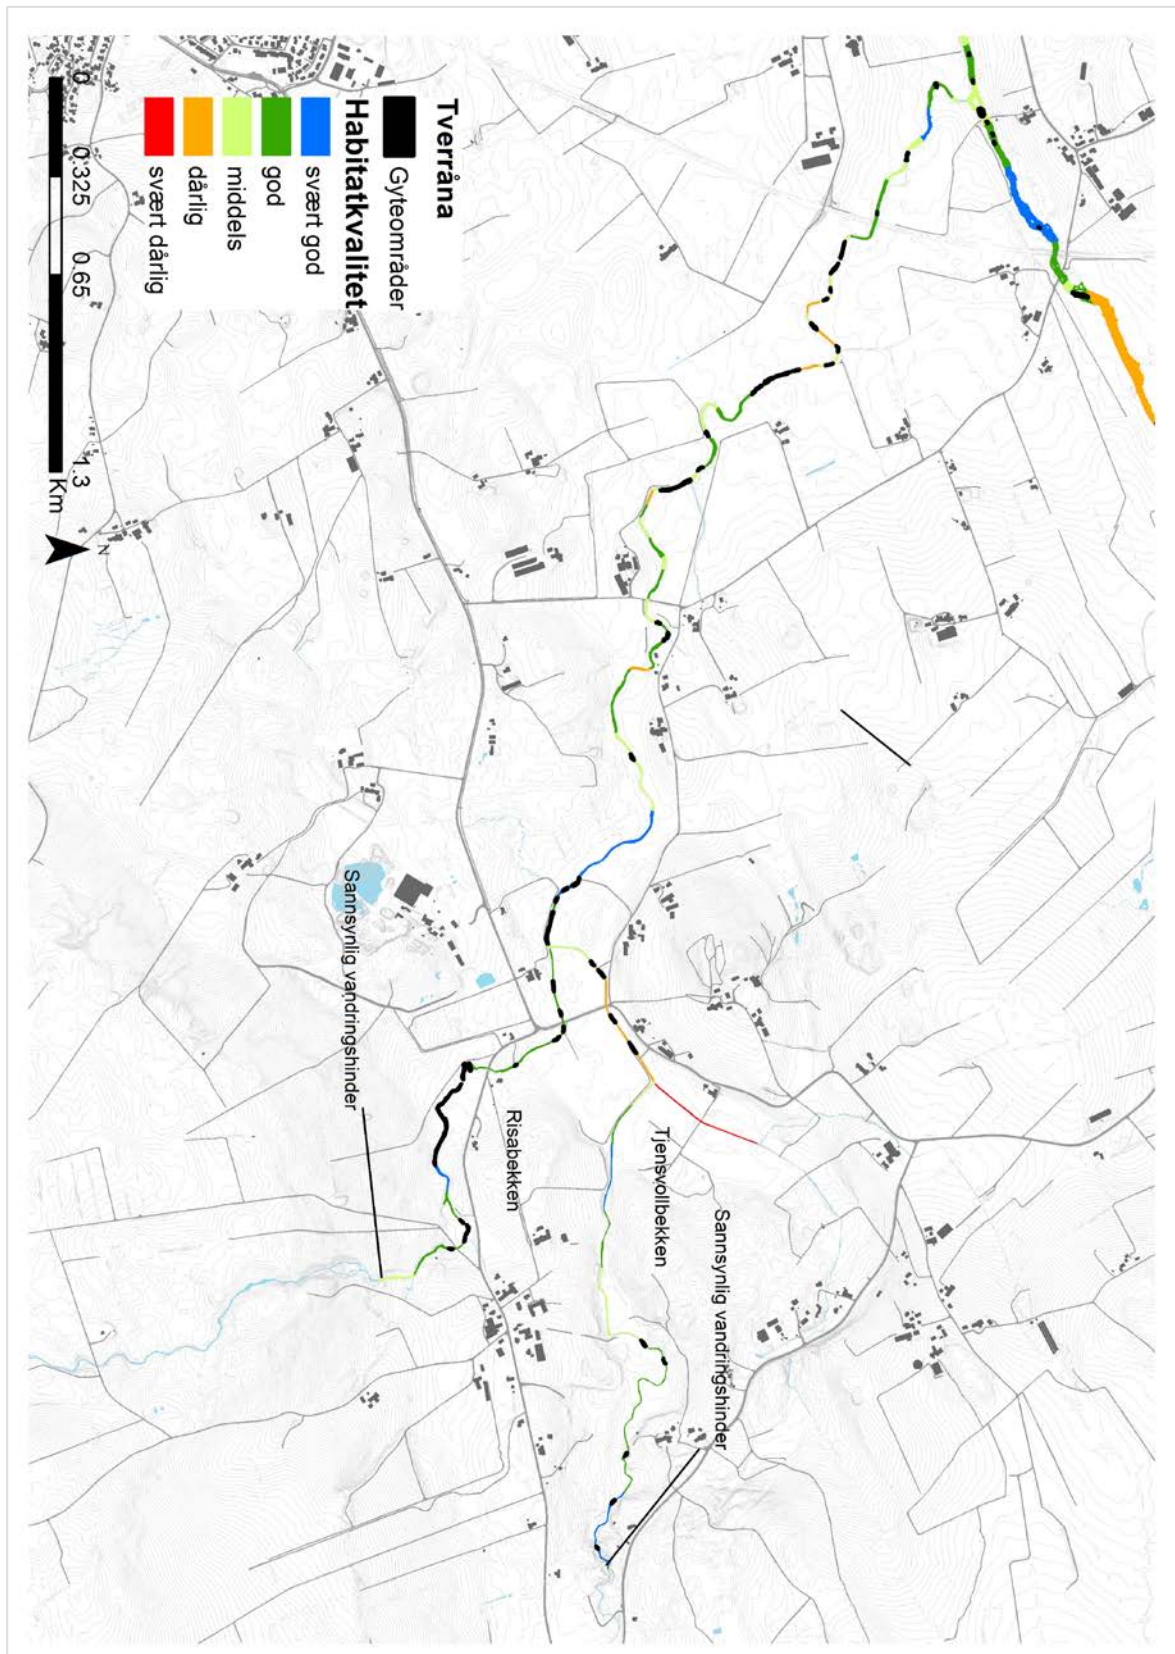 Tverråna
Gyteområder
Habitatkvalitet
svært god
god
middels
dårlig
svært dårlig
0 0.325 0.65 1.3
Km
N
Sannsynlig vandringshinder
Tjensvollbekken
Risabekken
Sannsynlig vandringshinder